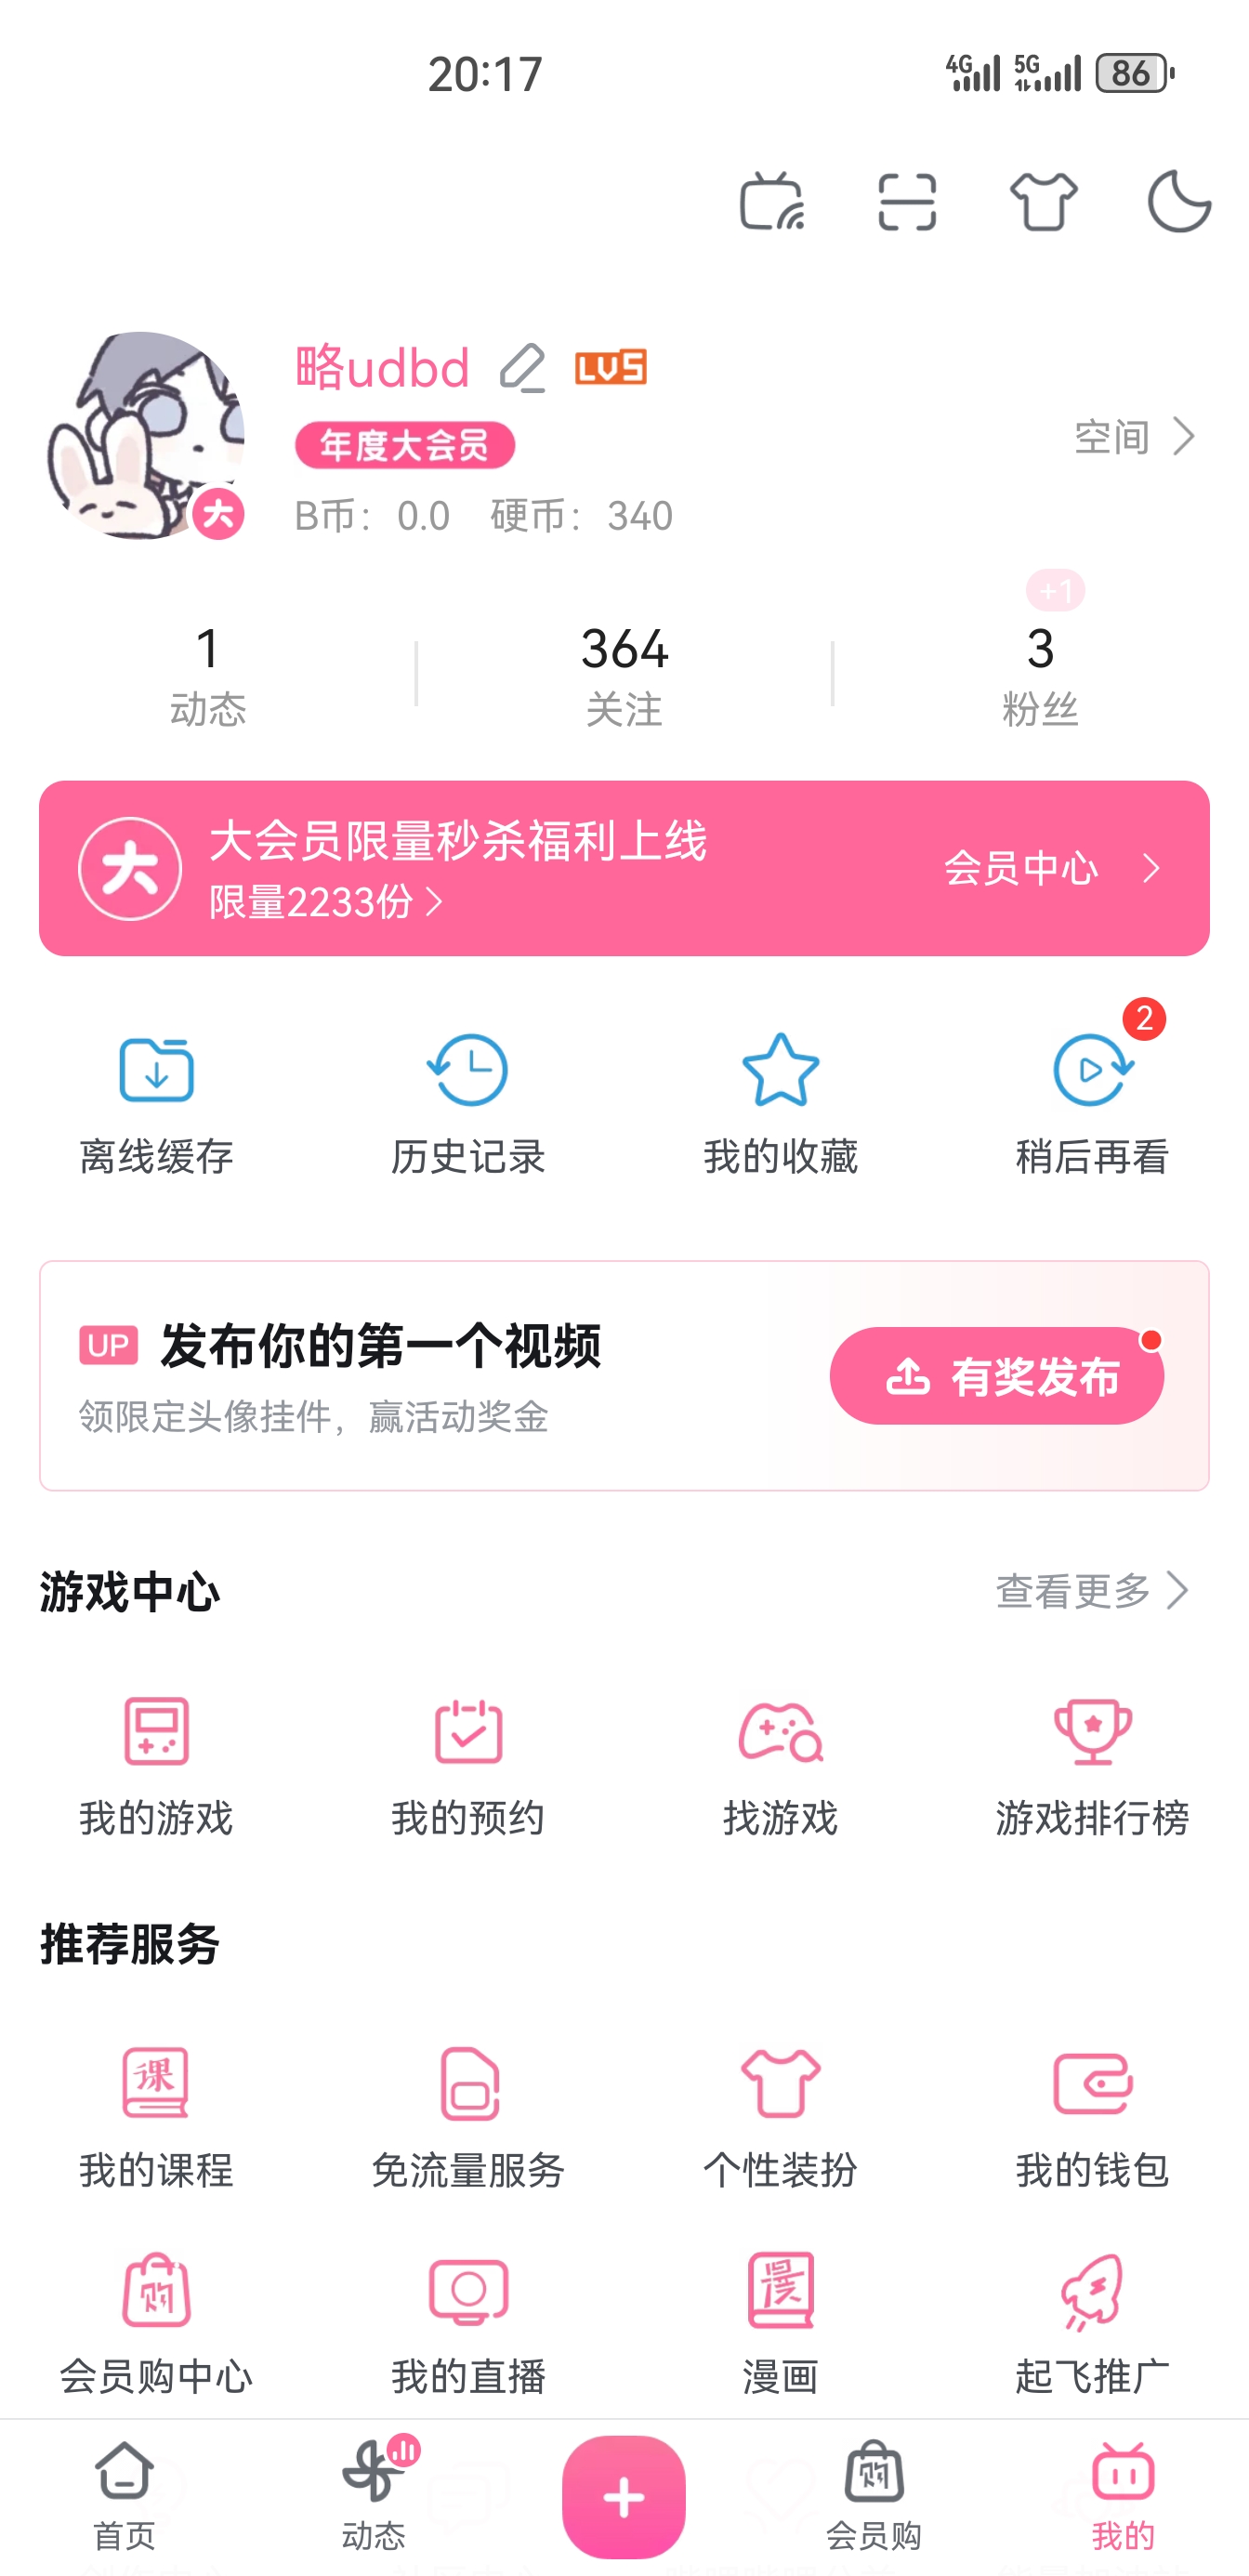 20:17
4G 5G 86
略udbd LV5
年度大会员
空间
大
B币： 0.0 硬币： 340
+1
1 364 3
动态 关注 粉丝
大
大会员限量秒杀福利上线
限量2233份
会员中心
2
离线缓存 历史记录 我的收藏 稍后再看
UP 发布你的第一个视频
领限定头像挂件，赢活动奖金
有奖发布
游戏中心 查看更多
我的游戏 我的预约 找游戏 游戏排行榜
推荐服务
课
我的课程 免流量服务 个性装扮 我的钱包
购 漫
会员购中心 我的直播 漫画 起飞推广
购
首页 动态 会员购 我的